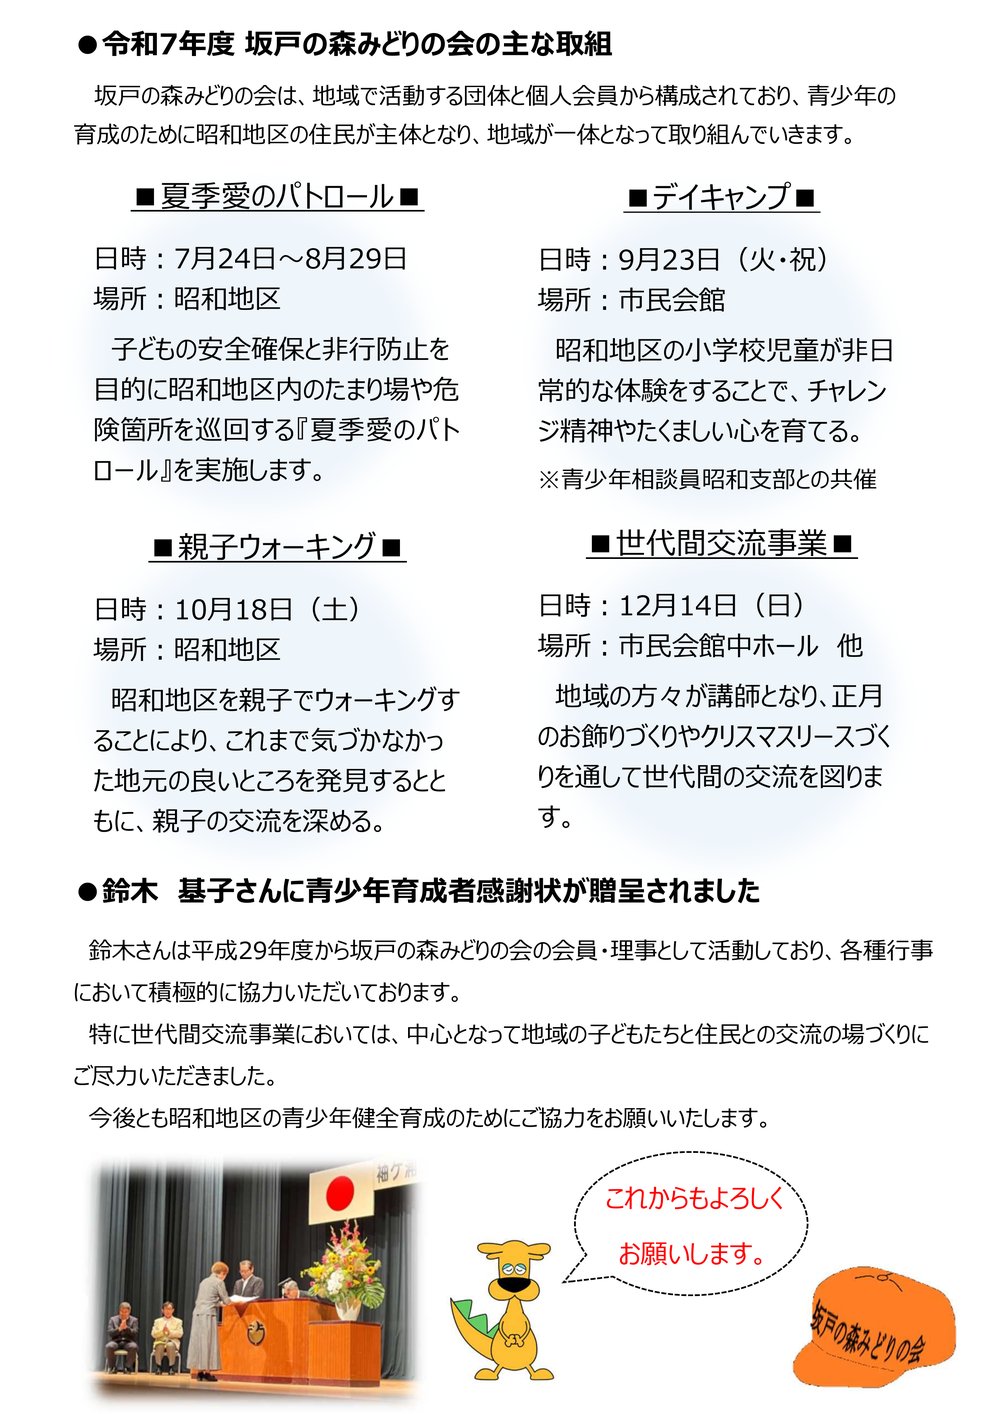 ●令和7年度 坂戸の森みどりの会の主な取組
坂戸の森みどりの会は、地域で活動する団体と個人会員から構成されており、青少年の
育成のために昭和地区の住民が主体となり、地域が一体となって取り組んでいきます。
■夏季愛のパトロール■
日時：7月24日～8月29日
場所：昭和地区
子どもの安全確保と非行防止を
目的に昭和地区内のたまり場や危
険箇所を巡回する『夏季愛のパト
ロール』を実施します。
■デイキャンプ■
日時：9月23日（火・祝）
場所：市民会館
昭和地区の小学校児童が非日
常的な体験をすることで、チャレン
ジ精神やたくましい心を育てる。
※青少年相談員昭和支部との共催
■親子ウォーキング■
日時：10月18日（土）
場所：昭和地区
昭和地区を親子でウォーキングす
ることにより、これまで気づかなかっ
た地元の良いところを発見するとと
もに、親子の交流を深める。
■世代間交流事業■
日時：12月14日（日）
場所：市民会館中ホール　他
地域の方々が講師となり、正月
のお飾りづくりやクリスマスリースづく
りを通して世代間の交流を図りま
す。
●鈴木　基子さんに青少年育成者感謝状が贈呈されました
鈴木さんは平成29年度から坂戸の森みどりの会の会員・理事として活動しており、各種行事
において積極的に協力いただいております。
特に世代間交流事業においては、中心となって地域の子どもたちと住民との交流の場づくりに
ご尽力いただきました。
今後とも昭和地区の青少年健全育成のためにご協力をお願いいたします。
袖ケ浦
これからもよろしく
お願いします。
坂戸の森みどりの会